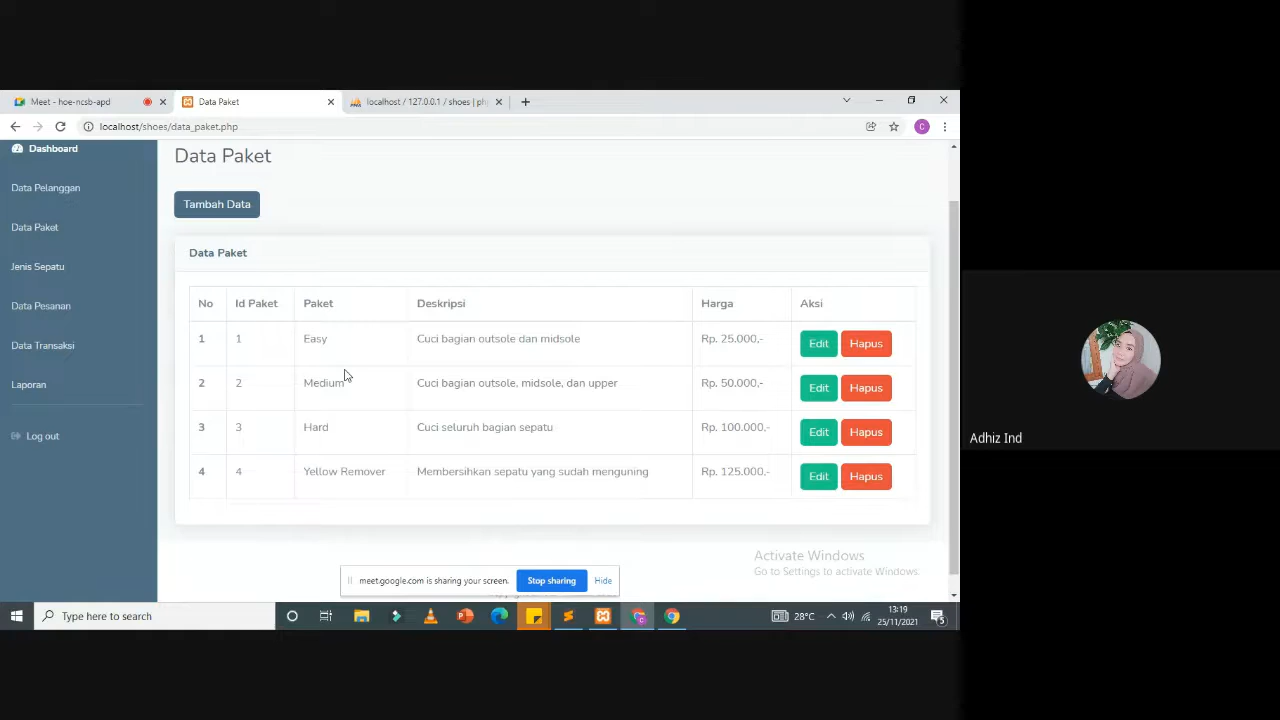 Meet - hoe-ncsb-apd
Data Paket
localhost / 127.0.0.1 / shoes | ph
localhost/shoes/data_paket.php
C
Dashboard
Data Pelanggan
Data Paket
Jenis Sepatu
Data Pesanan
Data Transaksi
Laporan
Log out
Data Paket
Tambah Data
Data Paket
No Id Paket Paket Deskripsi Harga Aksi
1 1 Easy Cuci bagian outsole dan midsole Rp. 25.000,- Edit Hapus
2 2 Medium Cuci bagian outsole, midsole, dan upper Rp. 50.000,- Edit Hapus
3 3 Hard Cuci seluruh bagian sepatu Rp. 100.000,- Edit Hapus
4 4 Yellow Remover Membersihkan sepatu yang sudah menguning Rp. 125.000,- Edit Hapus
Activate Windows
Go to Settings to activate Windows.
meet.google.com is sharing your screen. Stop sharing Hide
Type here to search
28°C
13:19
25/11/2021
5
Adhiz Ind